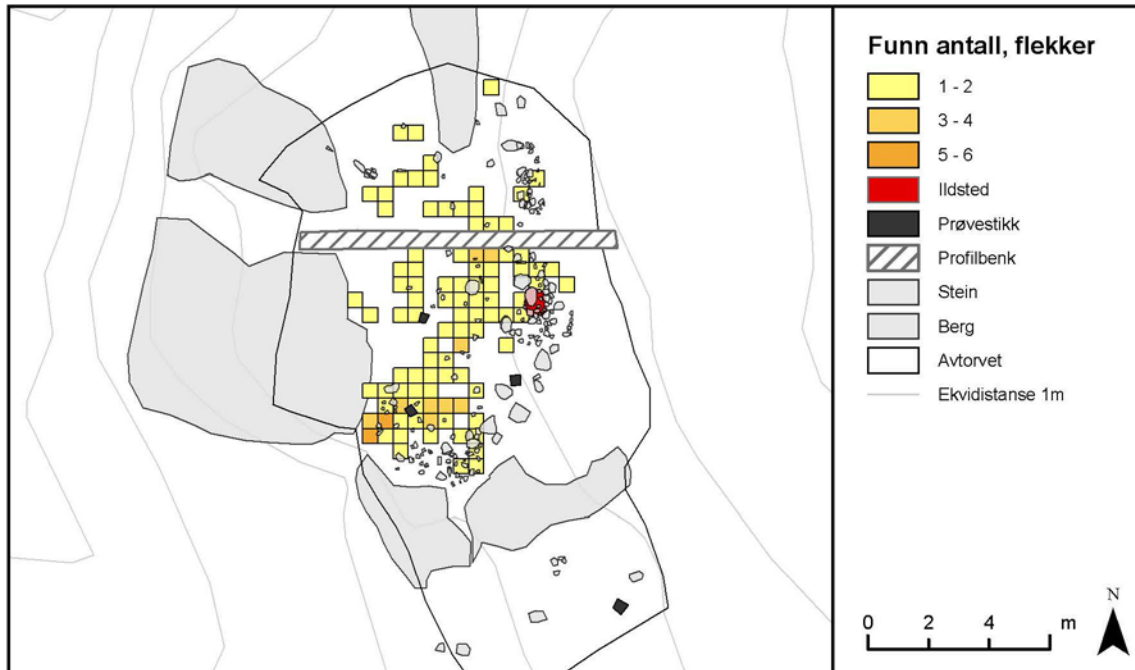 Funn antall, flekker
1 - 2
3 - 4
5 - 6
Ildsted
Prøvestikk
Profilbenk
Stein
Berg
Avtorvet
Ekvidistanse 1m
N
0 2 4 m